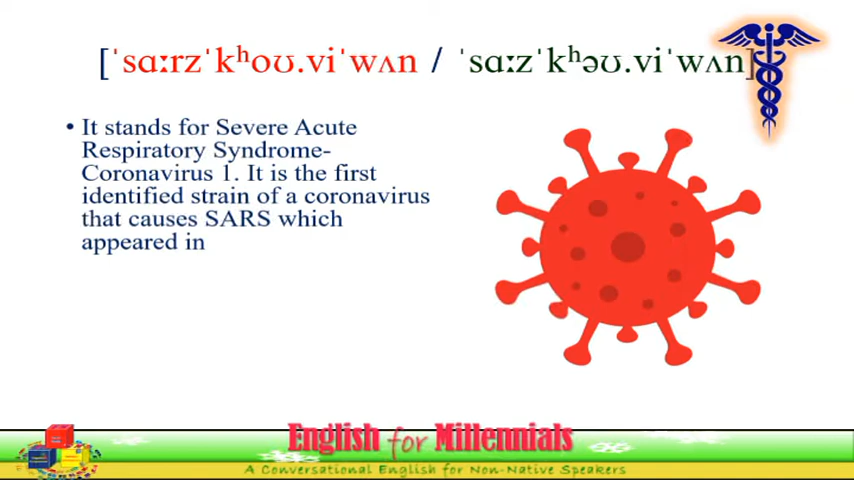 [ˈsɑːrzˈkʰoʊ.viˈwʌn / ˈsɑːzˈkʰəʊ.viˈwʌn]
• It stands for Severe Acute
Respiratory Syndrome-
Coronavirus 1. It is the first
identified strain of a coronavirus
that causes SARS which
appeared in
English for Millennials
A Conversational English for Non-Native Speakers